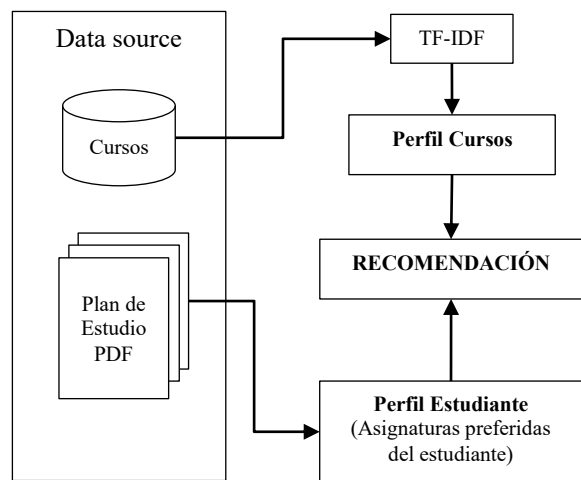 Data source
Cursos
Plan de
Estudio
PDF
TF-IDF
Perfil Cursos
RECOMENDACIÓN
Perfil Estudiante
(Asignaturas preferidas
del estudiante)